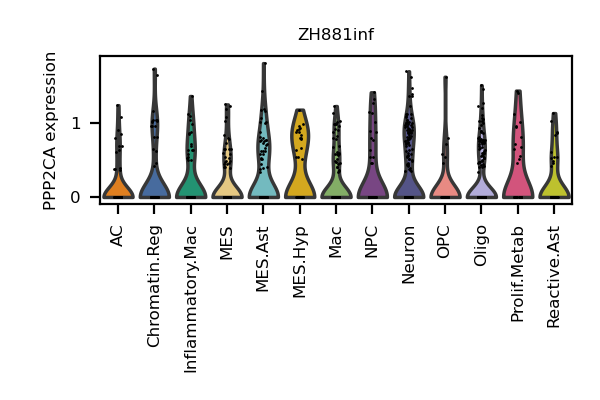 ZH881inf
PPP2CA expression
1
0
AC
Chromatin.Reg
Inflammatory.Mac
MES
MES.Ast
MES.Hyp
Mac
NPC
Neuron
OPC
Oligo
Prolif.Metab
Reactive.Ast